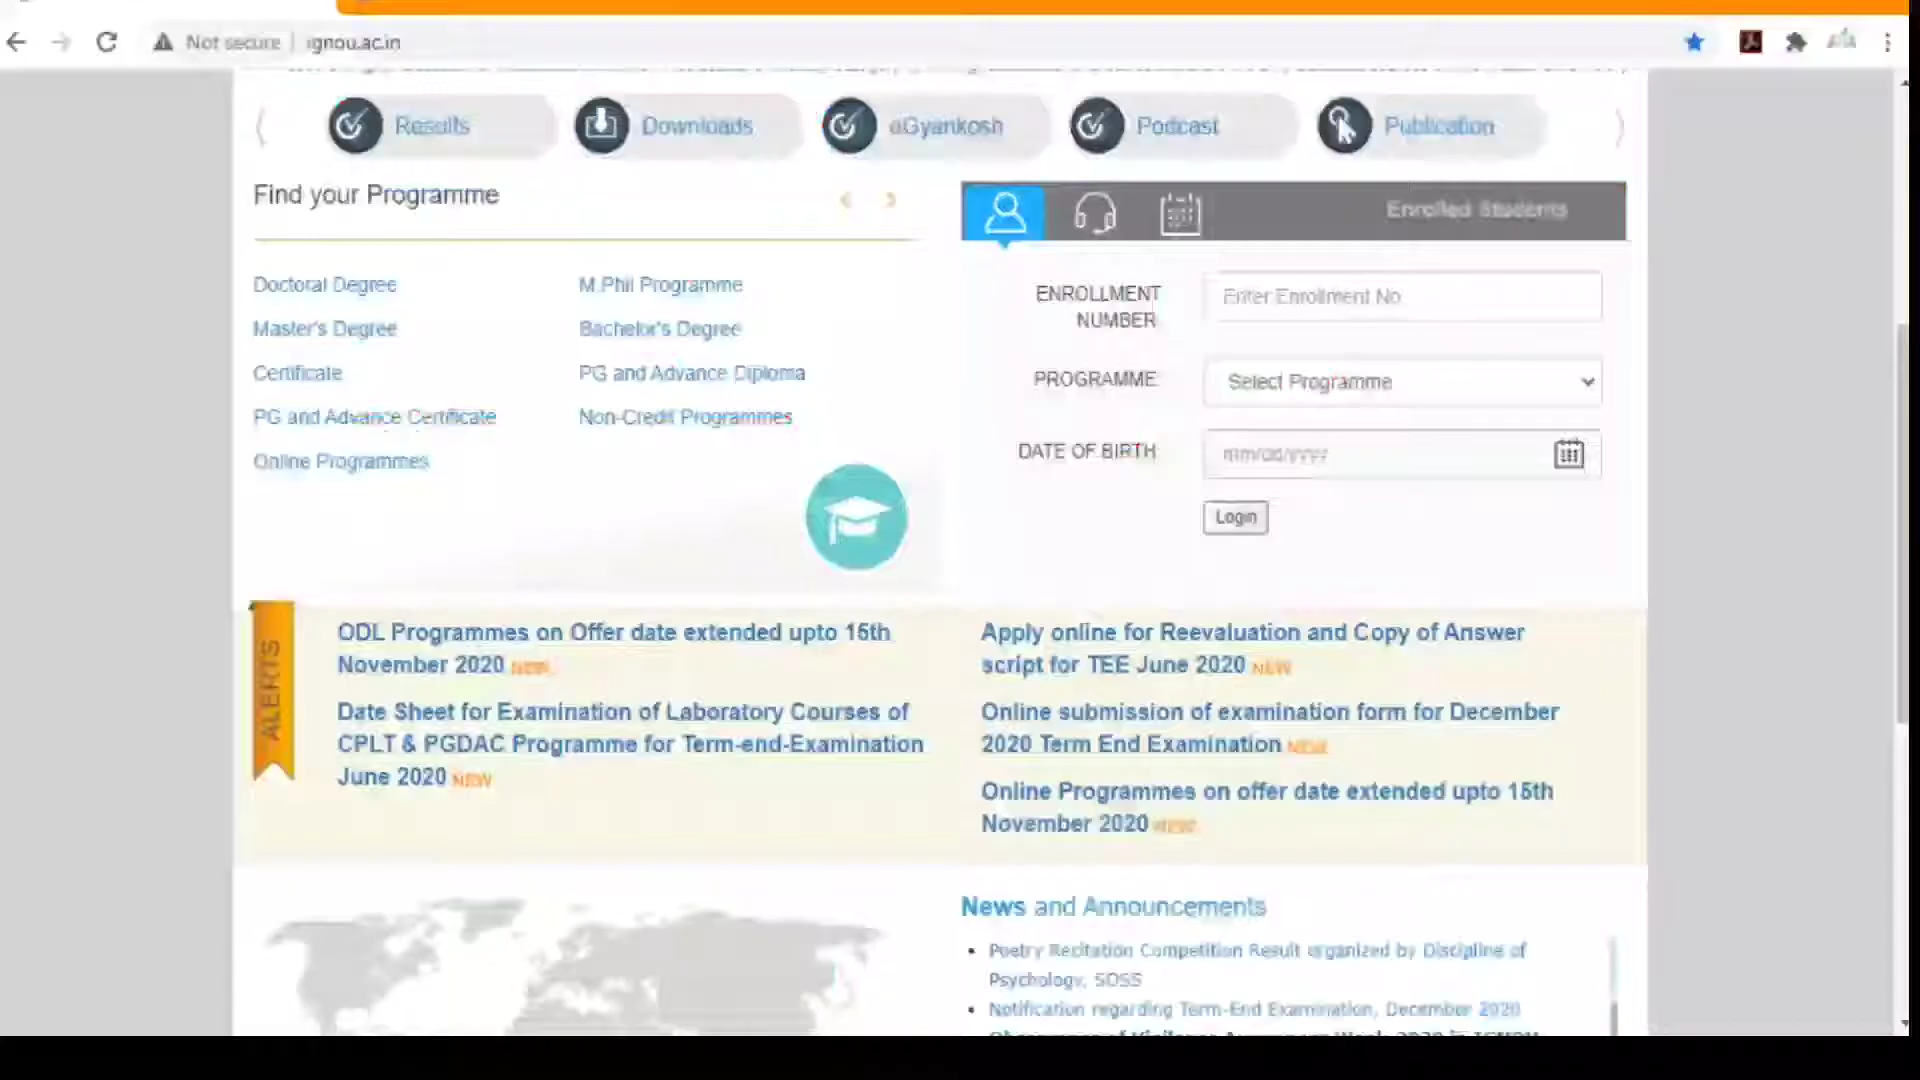 Not secure
ignou.ac.in
Results
Downloads
eGyankosh
Podcast
Publication
Find your Programme
Doctoral Degree
M.Phil Programme
Master's Degree
Bachelor's Degree
Certificate
PG and Advance Diploma
PG and Advance Certificate
Non-Credit Programmes
Online Programmes
Enrolled Students
ENROLLMENT
NUMBER
Enter Enrollment No
PROGRAMME
Select Programme
DATE OF BIRTH
mm/dd/yyyy
Login
ALERTS
ODL Programmes on Offer date extended upto 15th
November 2020 NEW
Date Sheet for Examination of Laboratory Courses of
CPLT & PGDAC Programme for Term-end-Examination
June 2020 NEW
Apply online for Reevaluation and Copy of Answer
script for TEE June 2020 NEW
Online submission of examination form for December
2020 Term End Examination NEW
Online Programmes on offer date extended upto 15th
November 2020 NEW
News and Announcements
Poetry Recitation Competition Result organized by Discipline of
Psychology, SOSS
Notification regarding Term-End Examination, December 2020